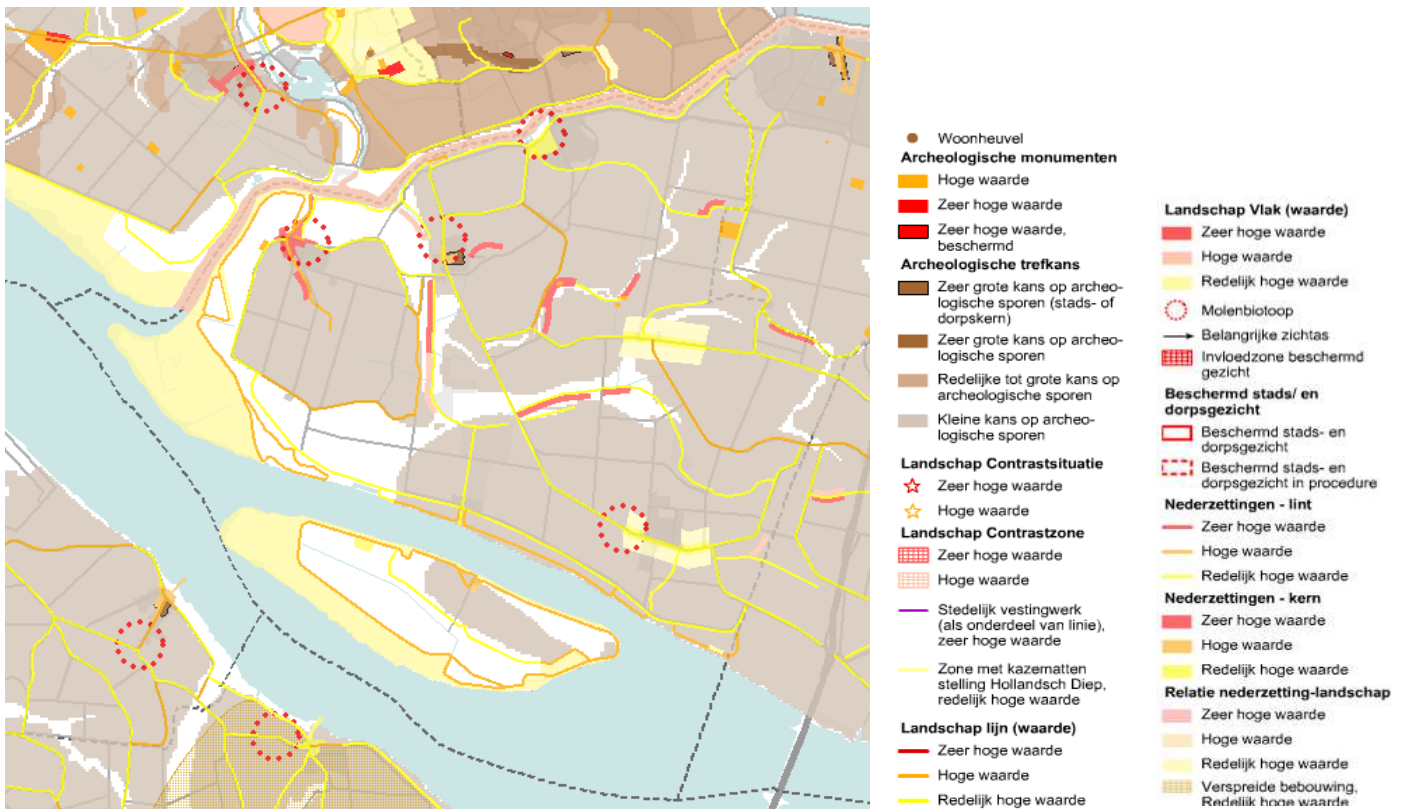 Woonheuvel
Archeologische monumenten
Hoge waarde
Zeer hoge waarde
Zeer hoge waarde,
beschermd
Archeologische trefkans
Zeer grote kans op archeo-
logische sporen (stads- of
dorpskern)
Zeer grote kans op archeo-
logische sporen
Redelijke tot grote kans op
archeologische sporen
Kleine kans op archeo-
logische sporen
Landschap Contrastsituatie
Zeer hoge waarde
Hoge waarde
Landschap Contrastzone
Zeer hoge waarde
Hoge waarde
Stedelijk vestingwerk
(als onderdeel van linie),
zeer hoge waarde
Zone met kazematten
stelling Hollandsch Diep,
redelijk hoge waarde
Landschap lijn (waarde)
Zeer hoge waarde
Hoge waarde
Redelijk hoge waarde
Landschap Vlak (waarde)
Zeer hoge waarde
Hoge waarde
Redelijk hoge waarde
Molenbiotoop
Belangrijke zichtas
Invloedzone beschermd
gezicht
Beschermd stads/ en
dorpsgezicht
Beschermd stads- en
dorpsgezicht
Beschermd stads- en
dorpsgezicht in procedure
Nederzettingen - lint
Zeer hoge waarde
Hoge waarde
Redelijk hoge waarde
Nederzettingen - kern
Zeer hoge waarde
Hoge waarde
Redelijk hoge waarde
Relatie nederzetting-landschap
Zeer hoge waarde
Hoge waarde
Redelijk hoge waarde
Verspreide bebouwing,
Redelijk hoge waarde